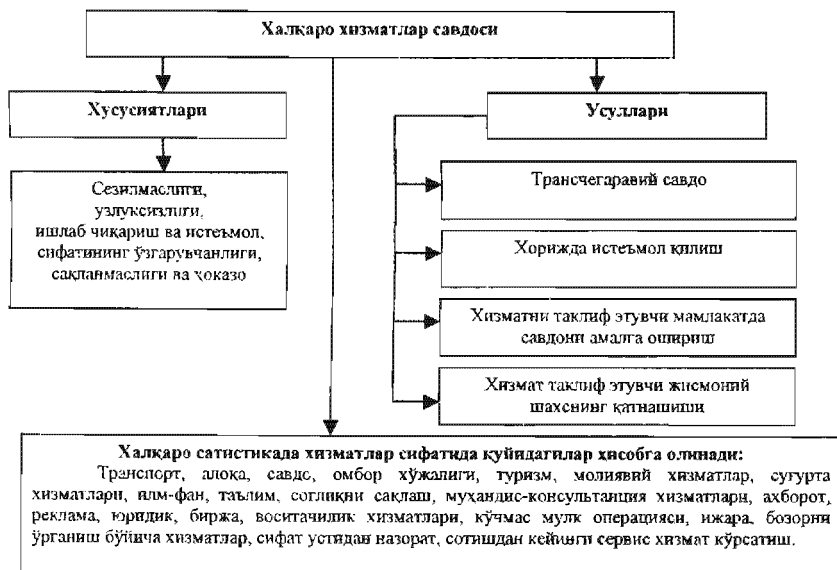 Халқаро хизматлар савдоси
Хусусиятлари
Усуллари
Сезилмаслиги,
узлуксизлиги,
ишлаб чиқариш ва истеъмол,
сифатининг ўзгарувчанлиги,
сақланмаслиги ва ҳоказо
Трансчегаравий савдо
Хорижда истеъмол қилиш
Хизматни таклиф этувчи мамлакатда
савдони амалга ошириш
Хизмат таклиф этувчи жисмоний
шахснинг қатнашиши
Халқаро сатистикада хизматлар сифатида қуйидагилар хисобга олинади:
Транспорт, алоқа, савдо, омбор хўжалиги, туризм, молиявий хизматлар, суғурта
хизматлари, илм-фан, таълим, соғлиқни сақлаш, муҳандис-консультация хизматлари, ахборот,
реклама, юридик, биржа, воситачилик хизматлари, кўчмас мулк операцияси, ижара, бозорни
ўрганиш бўйича хизматлар, сифат устидан назорат, сотишдан кейинги сервис хизмат кўрсатиш.